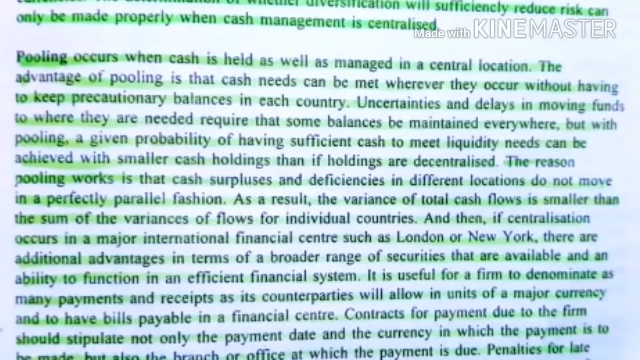 diversification will sufficiently reduce risk can
only be made properly when cash management is centralised.
Made with KINEMASTER
Pooling occurs when cash is held as well as managed in a central location. The
advantage of pooling is that cash needs can be met wherever they occur without having
to keep precautionary balances in each country. Uncertainties and delays in moving funds
to where they are needed require that some balances be maintained everywhere, but with
pooling, a given probability of having sufficient cash to meet liquidity needs can be
achieved with smaller cash holdings than if holdings are decentralised. The reason
pooling works is that cash surpluses and deficiencies in different locations do not move
in a perfectly parallel fashion. As a result, the variance of total cash flows is smaller than
the sum of the variances of flows for individual countries. And then, if centralisation
occurs in a major international financial centre such as London or New York, there are
additional advantages in terms of a broader range of securities that are available and an
ability to function in an efficient financial system. It is useful for a firm to denominate as
many payments and receipts as its counterparties will allow in units of a major currency
and to have bills payable in a financial centre. Contracts for payment due to the firm
should stipulate not only the payment date and the currency in which the payment is to
be made, but also the branch or office at which the payment is due. Penalties for late